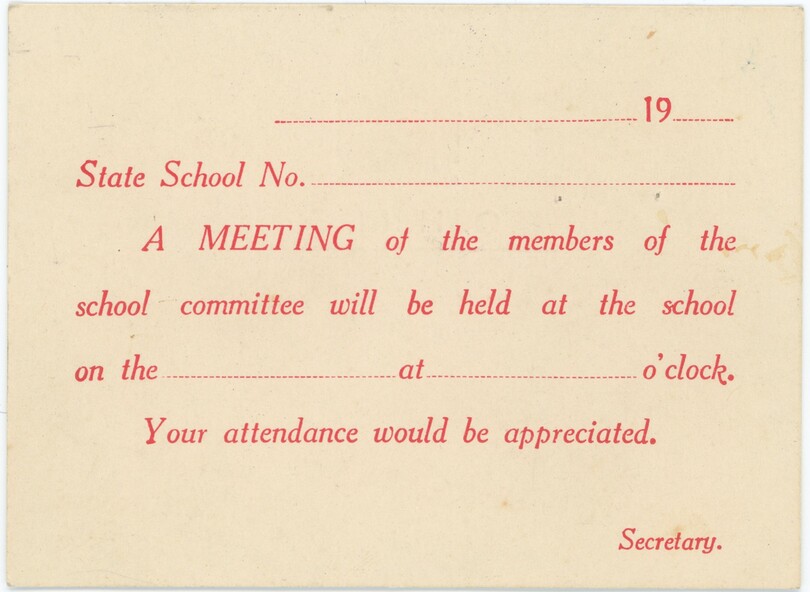 19
State School No.
A MEETING of the members of the
school committee will be held at the school
on the at o'clock.
Your attendance would be appreciated.
Secretary.